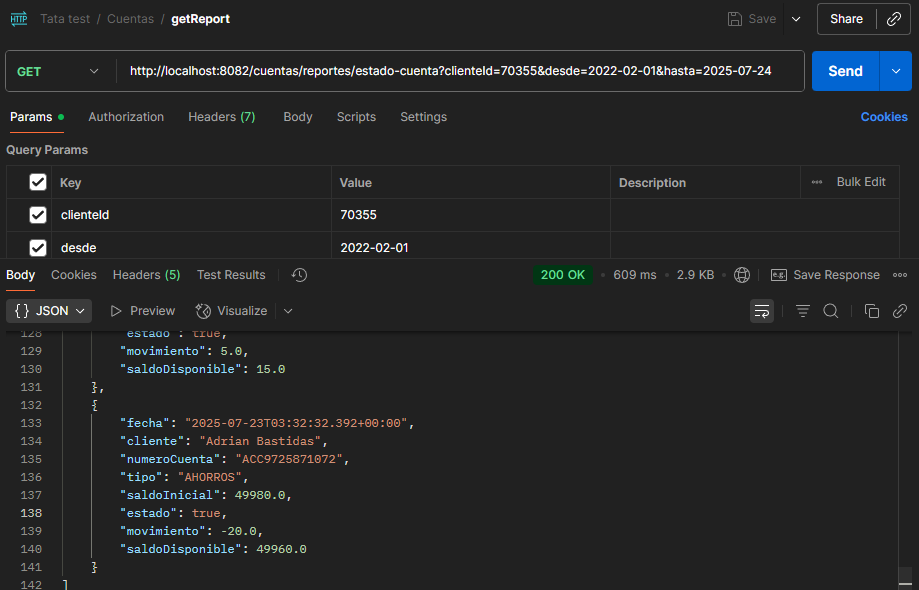 HTTP Tata test / Cuentas / getReport Save Share
GET http://localhost:8082/cuentas/reportes/estado-cuenta?clienteId=70355&desde=2022-02-01&hasta=2025-07-24 Send
Params Authorization Headers (7) Body Scripts Settings Cookies
Query Params
Key Value Description Bulk Edit
clienteId 70355
desde 2022-02-01
Body Cookies Headers (5) Test Results 200 OK 609 ms 2.9 KB e.g. Save Response
{} JSON Preview Visualize
128 "estado": true,
129 "movimiento": 5.0,
130 "saldoDisponible": 15.0
131 },
132 {
133 "fecha": "2025-07-23T03:32:32.392+00:00",
134 "cliente": "Adrian Bastidas",
135 "numeroCuenta": "ACC9725871072",
136 "tipo": "AHORROS",
137 "saldoInicial": 49980.0,
138 "estado": true,
139 "movimiento": -20.0,
140 "saldoDisponible": 49960.0
141 }
142 ]